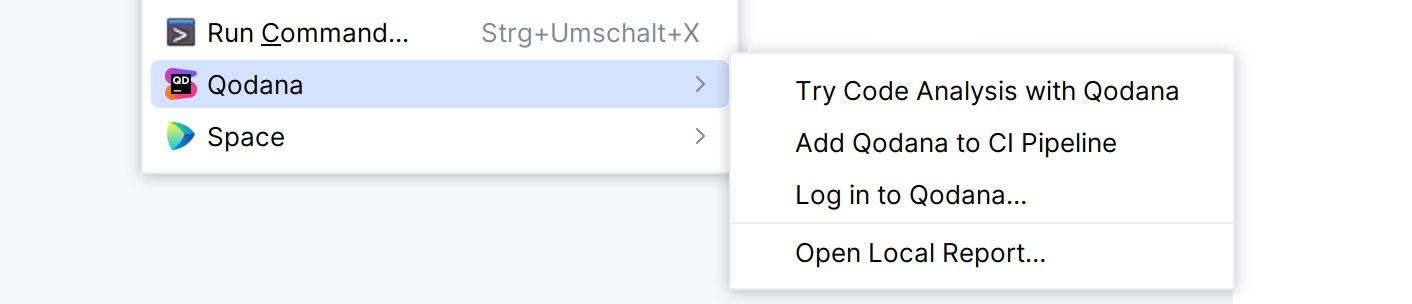 Run Command... Strg+Umschalt+X
QD Qodana
Space
Try Code Analysis with Qodana
Add Qodana to CI Pipeline
Log in to Qodana...
Open Local Report...